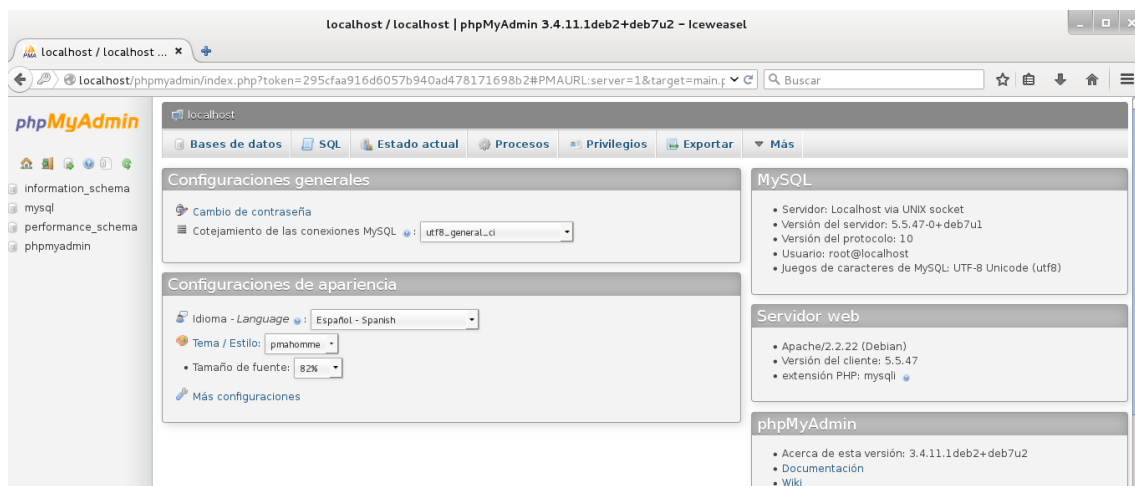 localhost / localhost | phpMyAdmin 3.4.11.1deb2+deb7u2 - Iceweasel
localhost / localhost ...
localhost/phpmyadmin/index.php?token=295cfaa916d6057b940ad478171698b2#PMAURL:server=1&target=main.p
Buscar
phpMyAdmin
information_schema
mysql
performance_schema
phpmyadmin
localhost
Bases de datos SQL Estado actual Procesos Privilegios Exportar Más
Configuraciones generales
Cambio de contraseña
Cotejamiento de las conexiones MySQL : utf8_general_ci
Configuraciones de apariencia
Idioma - Language : Español - Spanish
Tema / Estilo: pmahomme
• Tamaño de fuente: 82%
Más configuraciones
MySQL
• Servidor: Localhost via UNIX socket
• Versión del servidor: 5.5.47-0+deb7u1
• Versión del protocolo: 10
• Usuario: root@localhost
• Juegos de caracteres de MySQL: UTF-8 Unicode (utf8)
Servidor web
• Apache/2.2.22 (Debian)
• Versión del cliente: 5.5.47
• extensión PHP: mysqli
phpMyAdmin
• Acerca de esta versión: 3.4.11.1deb2+deb7u2
• Documentación
• Wiki